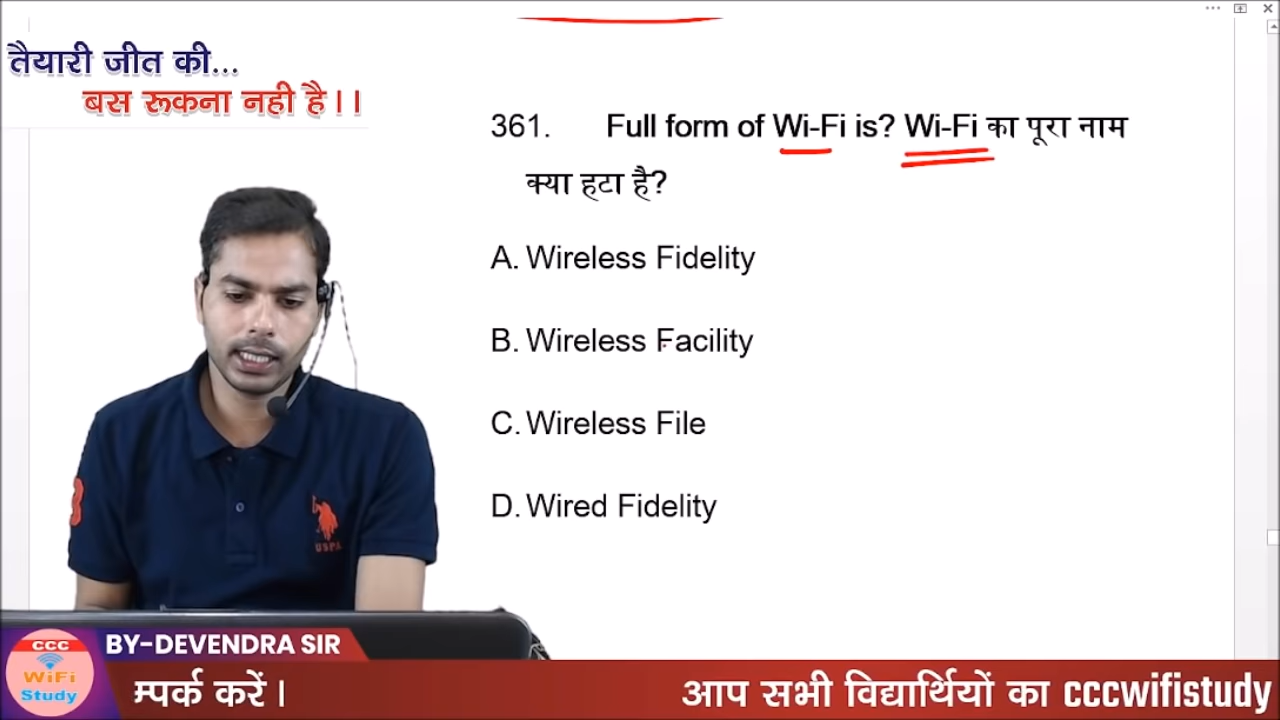 तैयारी जीत की...
बस रूकना नही है।।
361. Full form of Wi-Fi is? Wi-Fi का पूरा नाम
क्या हटा है?
A. Wireless Fidelity
B. Wireless Facility
C. Wireless File
D. Wired Fidelity
USPA
CCC
WiFi
Study
BY-DEVENDRA SIR
म्पर्क करें।
आप सभी विद्यार्थियों का cccwifistudy